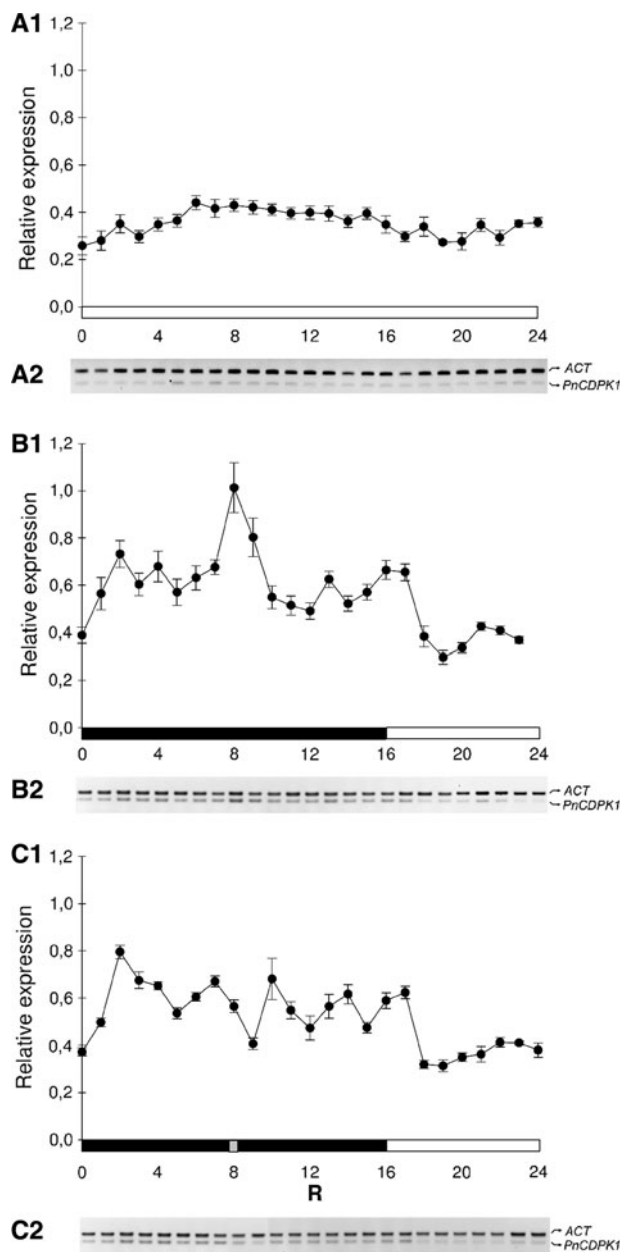 A1
Relative expression
1,2
1,0
0,8
0,6
0,4
0,2
0,0
0 4 8 12 16 20 24
A2
ACT
PnCDPK1
B1
Relative expression
1,2
1,0
0,8
0,6
0,4
0,2
0,0
0 4 8 12 16 20 24
B2
ACT
PnCDPK1
C1
Relative expression
1,2
1,0
0,8
0,6
0,4
0,2
0,0
0 4 8 12 16 20 24
R
C2
ACT
PnCDPK1